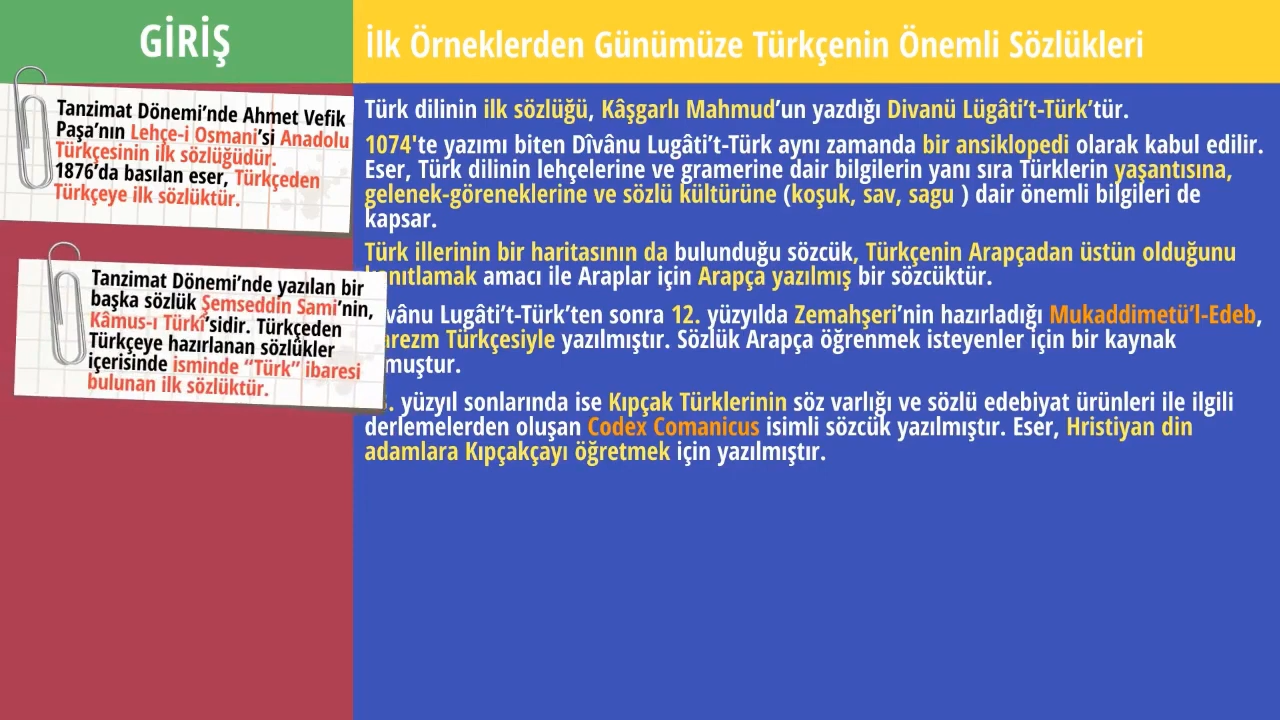 GİRİŞ
İlk Örneklerden Günümüze Türkçenin Önemli Sözlükleri
Tanzimat Dönemi’nde Ahmet Vefik
Paşa’nın Lehçe-i Osmani’si Anadolu
Türkçesinin ilk sözlüğüdür.
1876’da basılan eser, Türkçeden
Türkçeye ilk sözlüktür.
Tanzimat Dönemi’nde yazılan bir
başka sözlük Şemseddin Sami’nin,
Kâmus-ı Türkî’sidir. Türkçeden
Türkçeye hazırlanan sözlükler
içerisinde isminde “Türk” ibaresi
bulunan ilk sözlüktür.
Türk dilinin ilk sözlüğü, Kâşgarlı Mahmud’un yazdığı Divanü Lügâti’t-Türk’tür.
1074'te yazımı biten Dîvânu Lugâti’t-Türk aynı zamanda bir ansiklopedi olarak kabul edilir.
Eser, Türk dilinin lehçelerine ve gramerine dair bilgilerin yanı sıra Türklerin yaşantısına,
gelenek-göreneklerine ve sözlü kültürüne (koşuk, sav, sagu ) dair önemli bilgileri de
kapsar.
Türk illerinin bir haritasının da bulunduğu sözcük, Türkçenin Arapçadan üstün olduğunu
amacı ile Araplar için Arapça yazılmış bir sözcüktür.
Lugâti’t-Türk’ten sonra 12. yüzyılda Zemahşeri’nin hazırladığı Mukaddimetü’l-Edeb,
Türkçesiyle yazılmıştır. Sözlük Arapça öğrenmek isteyenler için bir kaynak
yüzyıl sonlarında ise Kıpçak Türklerinin söz varlığı ve sözlü edebiyat ürünleri ile ilgili
derlemelerden oluşan Codex Comanicus isimli sözcük yazılmıştır. Eser, Hristiyan din
adamlara Kıpçakçayı öğretmek için yazılmıştır.